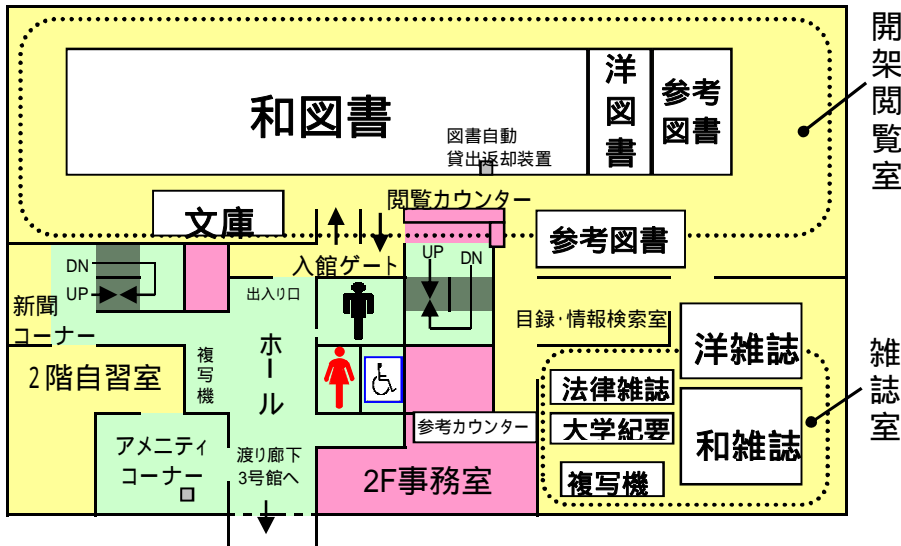 和図書
洋図書
参考
図書
図書自動
貸出返却装置
開架閲覧室
文庫
閲覧カウンター
参考図書
入館ゲート
DN
UP
新聞
コーナー
出入り口
UP
DN
目録・情報検索室
洋雑誌
雑誌室
2階自習室
複写機
ホール
法律雑誌
大学紀要
和雑誌
参考カウンター
アメニティ
コーナー
渡り廊下
3号館へ
2F事務室
複写機